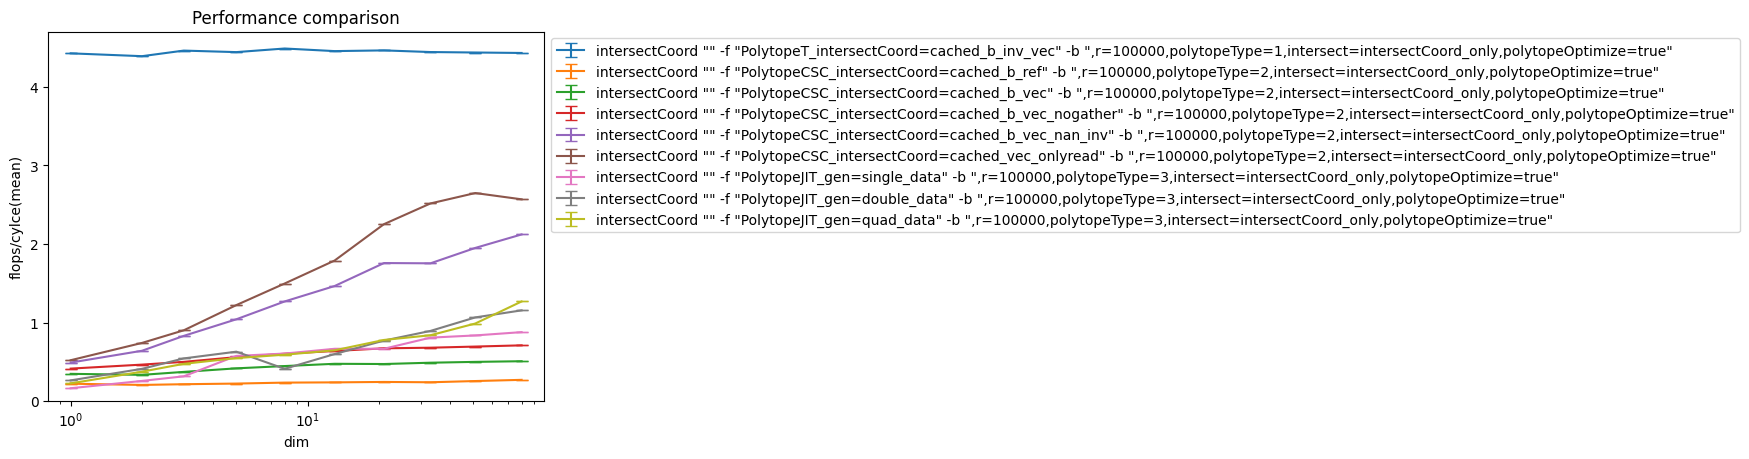 Performance comparison
flops/cylce(mean)
4
3
2
1
0
10^0
10^1
dim
intersectCoord "" -f "PolytopeT_intersectCoord=cached_b_inv_vec" -b ",r=100000,polytopeType=1,intersect=intersectCoord_only,polytopeOptimize=true"
intersectCoord "" -f "PolytopeCSC_intersectCoord=cached_b_ref" -b ",r=100000,polytopeType=2,intersect=intersectCoord_only,polytopeOptimize=true"
intersectCoord "" -f "PolytopeCSC_intersectCoord=cached_b_vec" -b ",r=100000,polytopeType=2,intersect=intersectCoord_only,polytopeOptimize=true"
intersectCoord "" -f "PolytopeCSC_intersectCoord=cached_b_vec_nogather" -b ",r=100000,polytopeType=2,intersect=intersectCoord_only,polytopeOptimize=true"
intersectCoord "" -f "PolytopeCSC_intersectCoord=cached_b_vec_nan_inv" -b ",r=100000,polytopeType=2,intersect=intersectCoord_only,polytopeOptimize=true"
intersectCoord "" -f "PolytopeCSC_intersectCoord=cached_vec_onlyread" -b ",r=100000,polytopeType=2,intersect=intersectCoord_only,polytopeOptimize=true"
intersectCoord "" -f "PolytopeJIT_gen=single_data" -b ",r=100000,polytopeType=3,intersect=intersectCoord_only,polytopeOptimize=true"
intersectCoord "" -f "PolytopeJIT_gen=double_data" -b ",r=100000,polytopeType=3,intersect=intersectCoord_only,polytopeOptimize=true"
intersectCoord "" -f "PolytopeJIT_gen=quad_data" -b ",r=100000,polytopeType=3,intersect=intersectCoord_only,polytopeOptimize=true"